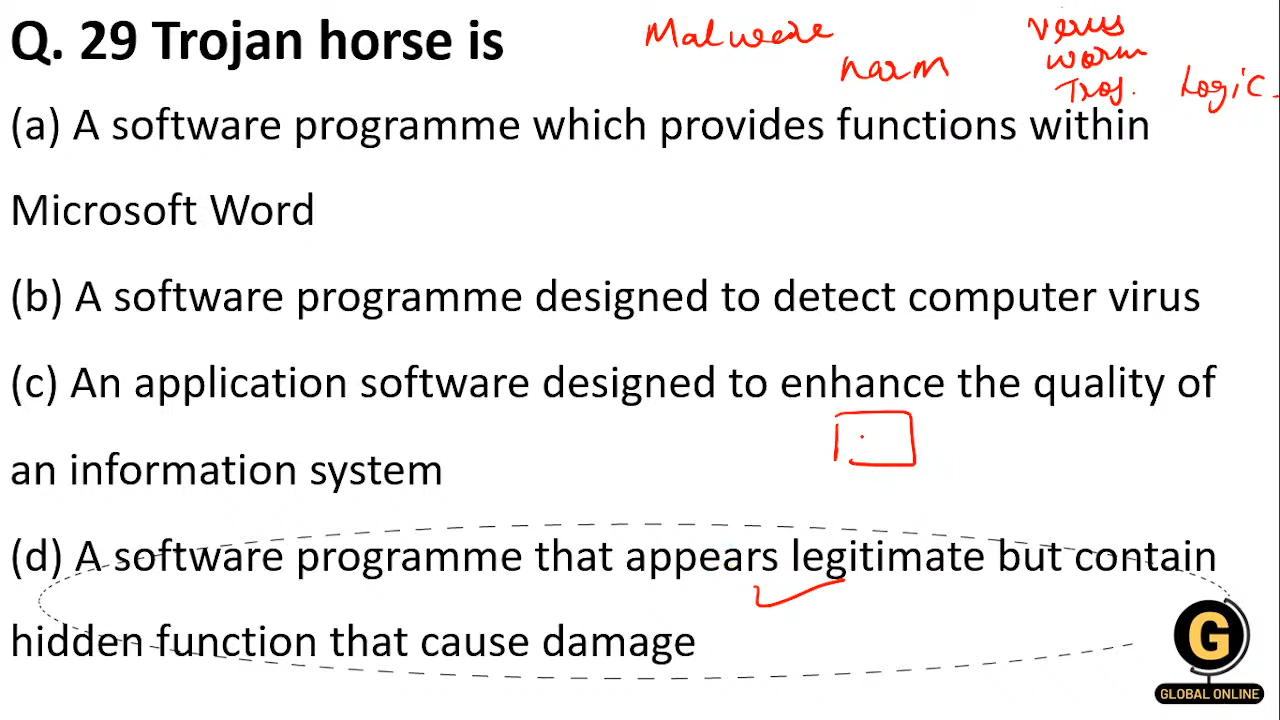 Q. 29 Trojan horse is
Malware
harm
Virus
worm
Troj.
Logic
(a) A software programme which provides functions within
Microsoft Word
(b) A software programme designed to detect computer virus
(c) An application software designed to enhance the quality of
an information system
(d) A software programme that appears legitimate but contain
hidden function that cause damage
G
GLOBAL ONLINE